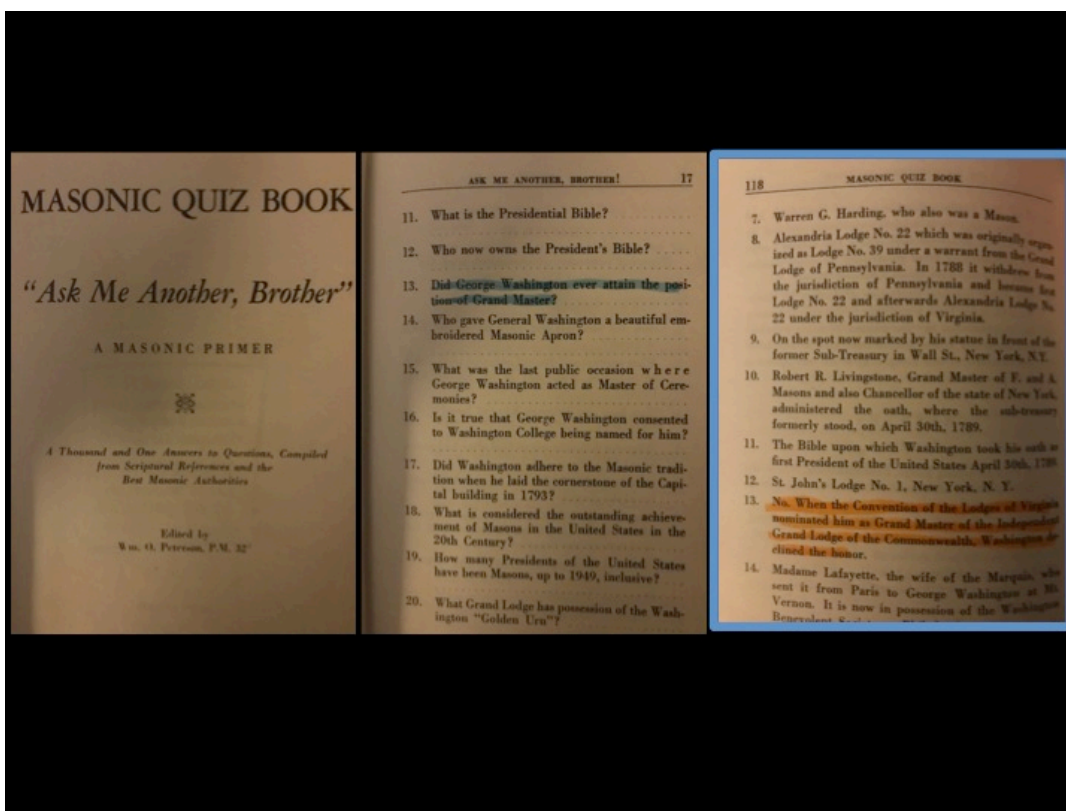 MASONIC QUIZ BOOK
"Ask Me Another, Brother"
A MASONIC PRIMER
A Thousand and One Answers to Questions, Compiled
from Scriptural References and the
Best Masonic Authorities
Edited by
Wm. O. Peterson, P.M. 32°
ASK ME ANOTHER, BROTHER! 17
11. What is the Presidential Bible?
12. Who now owns the President's Bible?
13. Did George Washington ever attain the posi-
tion of Grand Master?
14. Who gave General Washington a beautiful em-
broidered Masonic Apron?
15. What was the last public occasion where
George Washington acted as Master of Cere-
monies?
16. Is it true that George Washington consented
to Washington College being named for him?
17. Did Washington adhere to the Masonic tradi-
tion when he laid the cornerstone of the Capi-
tal building in 1793?
18. What is considered the outstanding achieve-
ment of Masons in the United States in the
20th Century?
19. How many Presidents of the United States
have been Masons, up to 1949, inclusive?
20. What Grand Lodge has possession of the Wash-
ington "Golden Urn"?
118 MASONIC QUIZ BOOK
7. Warren G. Harding, who also was a Mason.
8. Alexandria Lodge No. 22 which was originally organ-
ized as Lodge No. 39 under a warrant from the Grand
Lodge of Pennsylvania. In 1788 it withdrew from
the jurisdiction of Pennsylvania and became first
Lodge No. 22 and afterwards Alexandria Lodge No.
22 under the jurisdiction of Virginia.
9. On the spot now marked by his statue in front of the
former Sub-Treasury in Wall St., New York, N.Y.
10. Robert R. Livingstone, Grand Master of F. and A.
Masons and also Chancellor of the state of New York
administered the oath, where the sub-treasury
formerly stood, on April 30th, 1789.
11. The Bible upon which Washington took his oath as
first President of the United States April 30th, 1789.
12. St. John's Lodge No. 1, New York, N. Y.
13. No. When the Convention of the Lodges of Virginia
nominated him as Grand Master of the Independent
Grand Lodge of the Commonwealth, Washington de-
clined the honor.
14. Madame Lafayette, the wife of the Marquis, who
sent it from Paris to George Washington at Mt.
Vernon. It is now in possession of the Washington
Benevolent